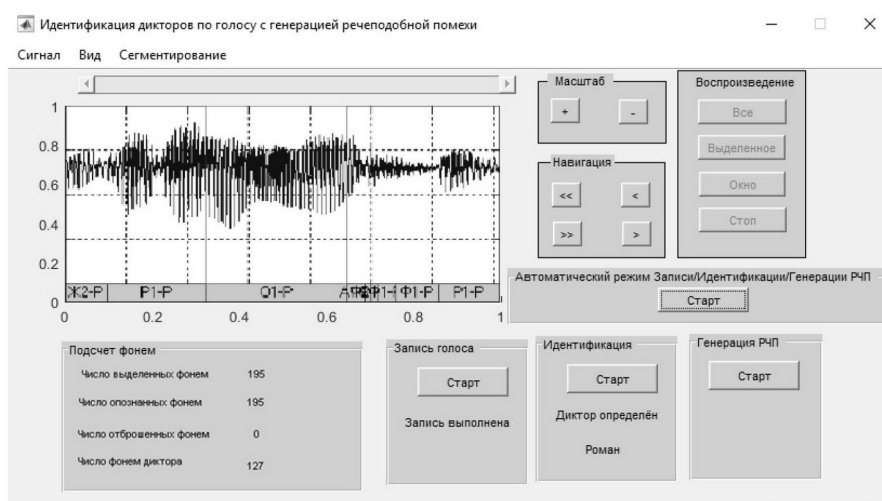 Идентификация дикторов по голосу с генерацией речеподобной помехи
Сигнал Вид Сегментирование
1
0.8
0.6
0.4
0.2
0
0 0.2 0.4 0.6 0.8 1
Ж2-Р Р1-Р О1-Р Ф1-Р Р1-Р
Масштаб
+ -
Навигация
<< <
>> >
Воспроизведение
Все
Выделенное
Окно
Стоп
Автоматический режим Записи/Идентификации/Генерации РЧП
Старт
Подсчет фонем
Число выделенных фонем 195
Число опознанных фонем 195
Число отброшенных фонем 0
Число фонем диктора 127
Запись голоса
Старт
Запись выполнена
Идентификация
Старт
Диктор определён
Роман
Генерация РЧП
Старт